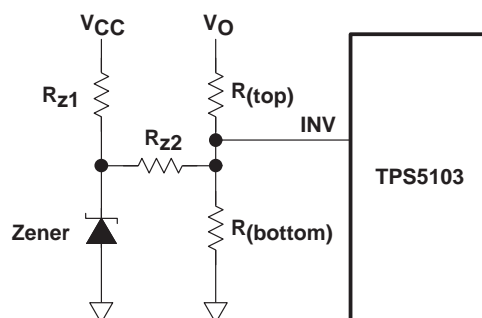 VCC
VO
Rz1
R(top)
INV
Rz2
TPS5103
Zener
R(bottom)